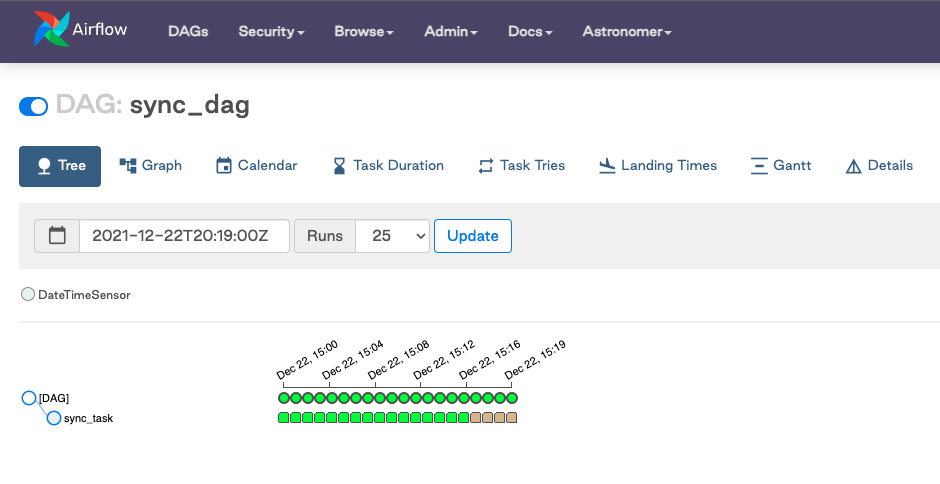 Airflow DAGs Security Browse Admin Docs Astronomer
DAG: sync_dag
Tree Graph Calendar Task Duration Task Tries Landing Times Gantt Details
2021-12-22T20:19:00Z Runs 25 Update
DateTimeSensor
Dec 22, 15:00 Dec 22, 15:04 Dec 22, 15:08 Dec 22, 15:12 Dec 22, 15:16 Dec 22, 15:19
[DAG]
sync_task